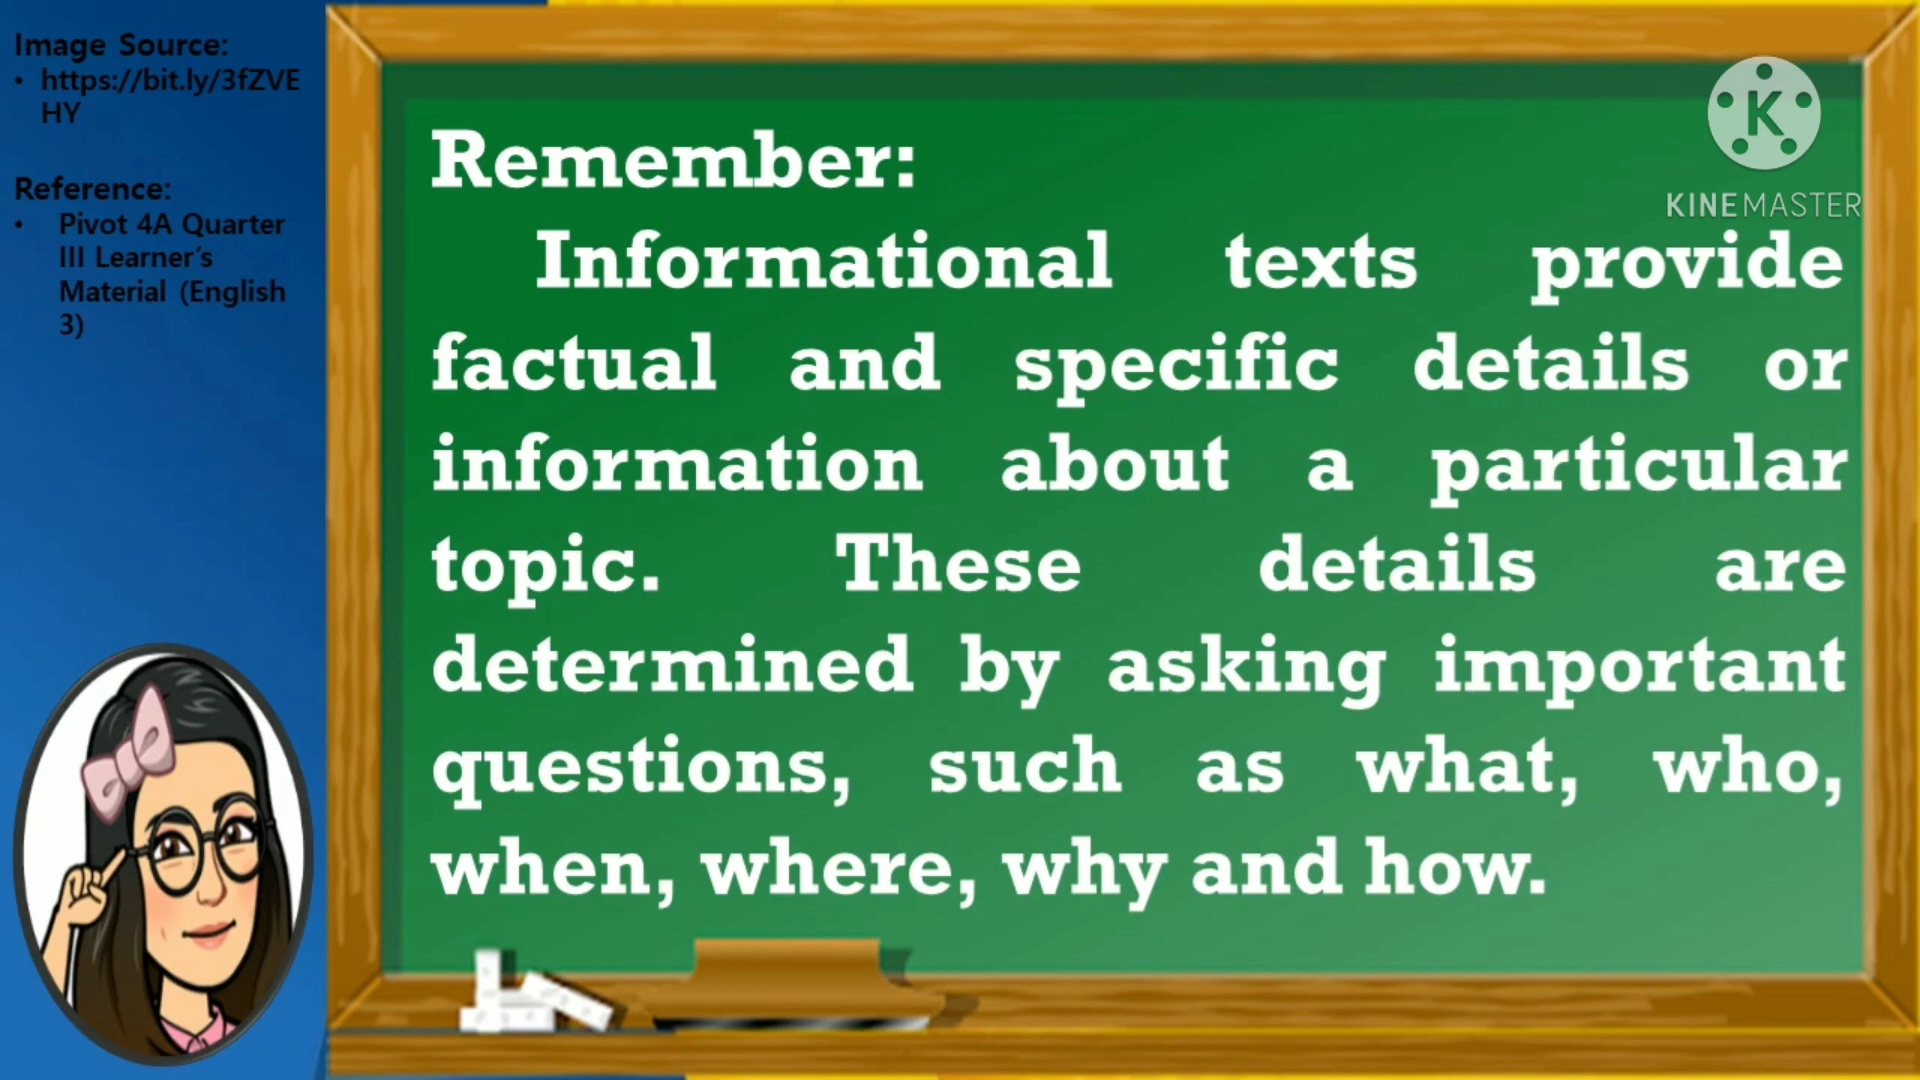 Image Source:
• https://bit.ly/3fZVE
HY
Reference:
• Pivot 4A Quarter
III Learner's
Material (English
3)
K
KINEMASTER
Remember:
Informational texts provide
factual and specific details or
information about a particular
topic. These details are
determined by asking important
questions, such as what, who,
when, where, why and how.